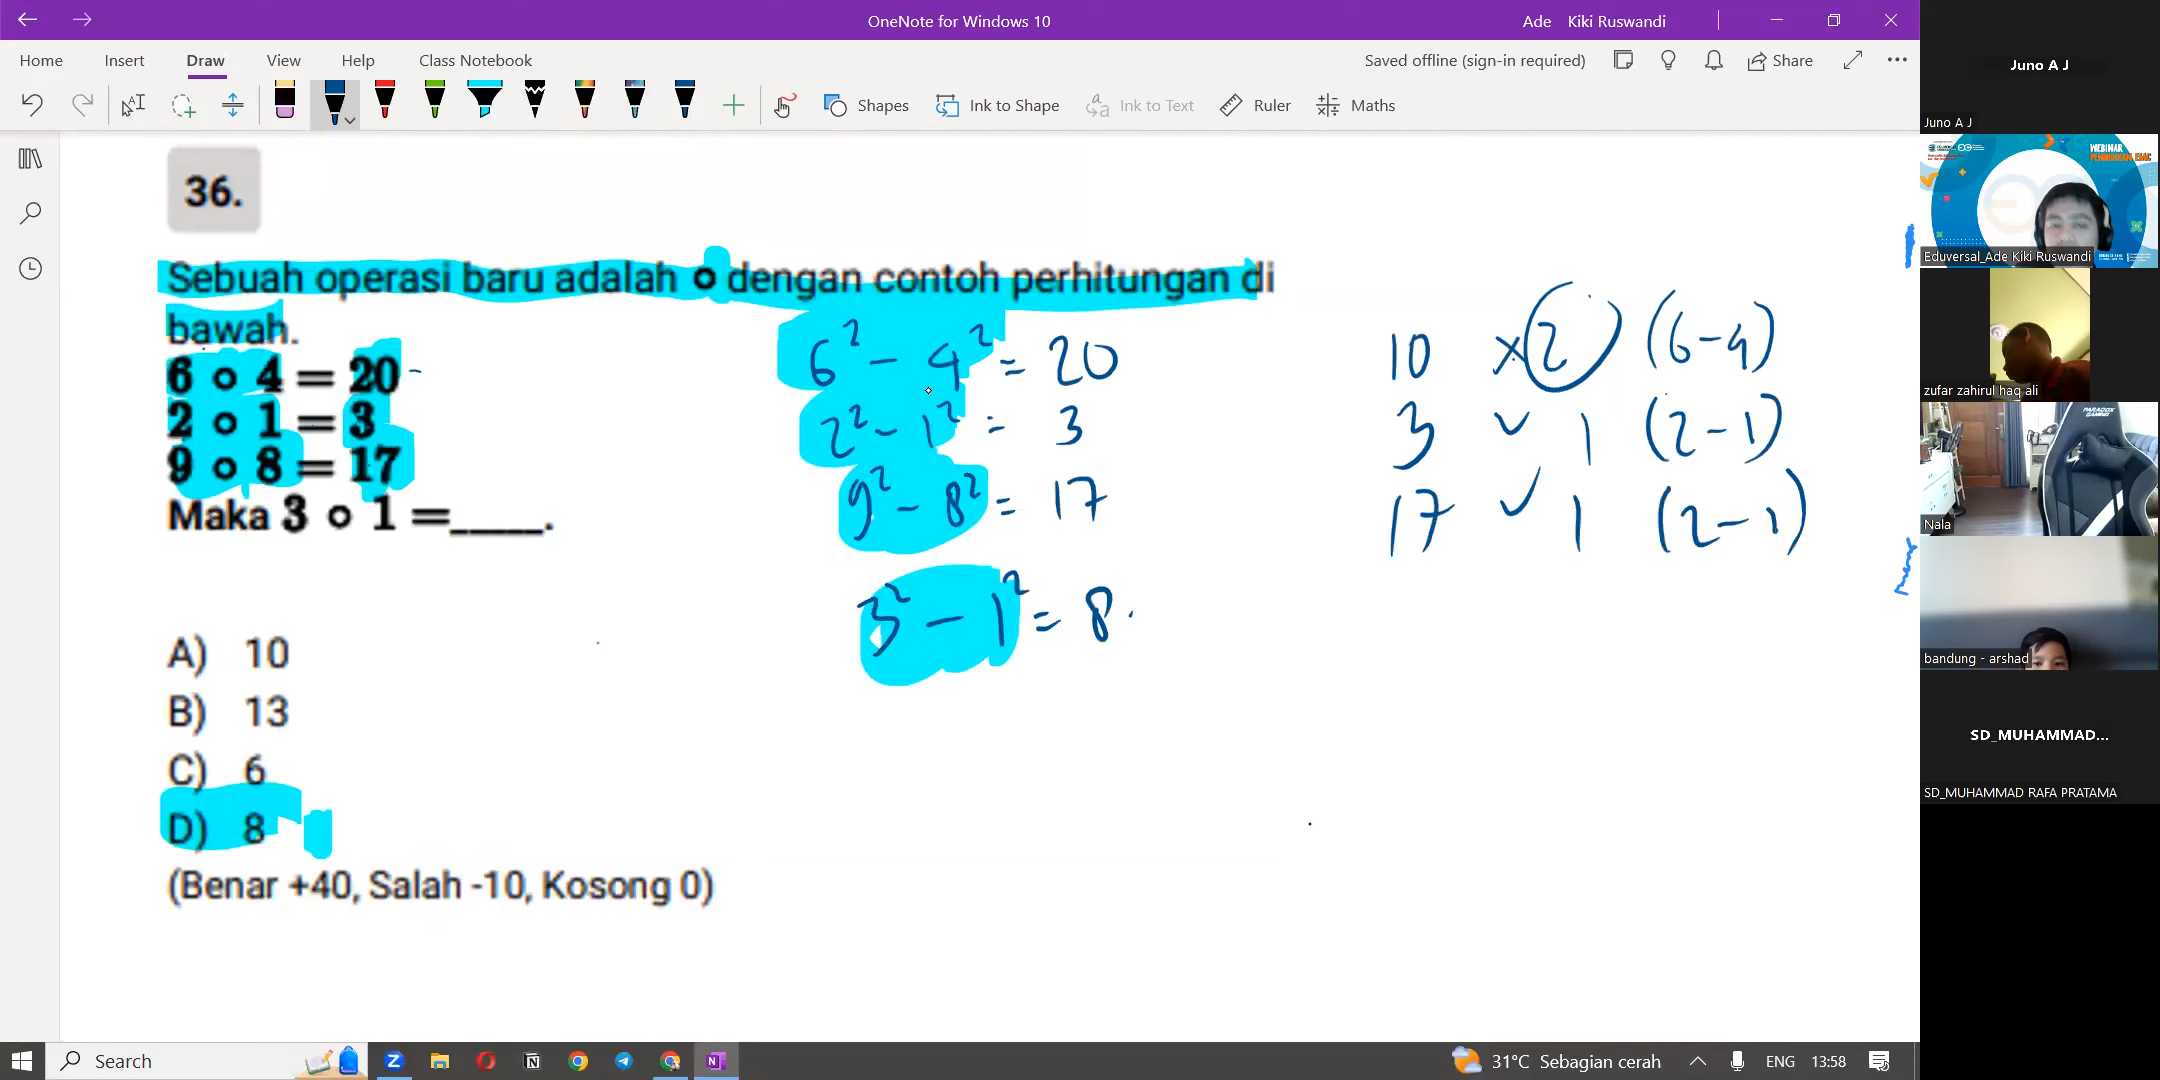 OneNote for Windows 10
Ade Kiki Ruswandi
Home Insert Draw View Help Class Notebook
Saved offline (sign-in required) Share
Shapes Ink to Shape Ink to Text Ruler Maths
36.
Sebuah operasi baru adalah o dengan contoh perhitungan di
bawah.
6 ∘ 4 = 20
2 ∘ 1 = 3
9 ∘ 8 = 17
Maka 3 ∘ 1 =_____.
A) 10
B) 13
C) 6
D) 8
(Benar +40, Salah -10, Kosong 0)
6² - 4² = 20
2² - 1² = 3
9² - 8² = 17
3² - 1² = 8.
10 × 2 (6-4)
3 ✓ 1 (2-1)
17 ✓ 1 (2-1)
Juno A J
Juno A J
WEBINAR
Eduversal_Ade Kiki Ruswandi
zufar zahirul haq ali
PARADOX
GAMING
Nala
bandung - arshad
SD_MUHAMMAD...
SD_MUHAMMAD RAFA PRATAMA
Search
31°C Sebagian cerah ENG 13:58